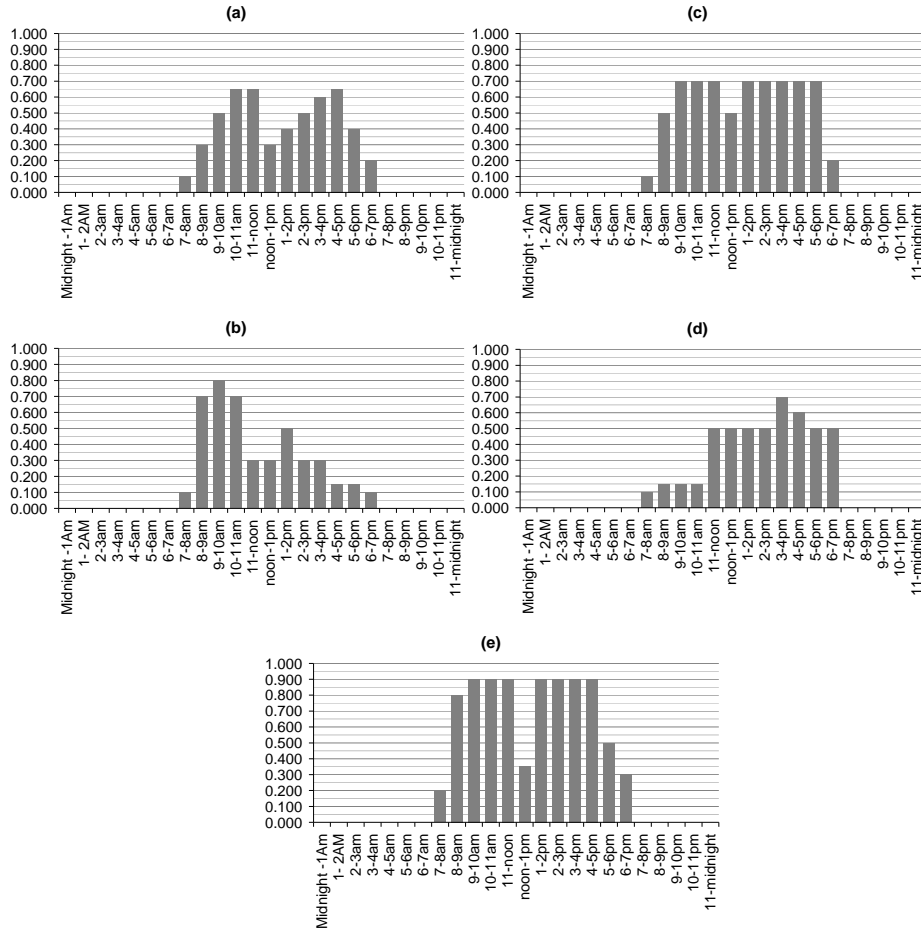 (a)
1.000
0.900
0.800
0.700
0.600
0.500
0.400
0.300
0.200
0.100
0.000
Midnight -1Am
1- 2AM
2-3am
3-4am
4-5am
5-6am
6-7am
7-8am
8-9am
9-10am
10-11am
11-noon
noon-1pm
1-2pm
2-3pm
3-4pm
4-5pm
5-6pm
6-7pm
7-8pm
8-9pm
9-10pm
10-11pm
11-midnight
(c)
1.000
0.900
0.800
0.700
0.600
0.500
0.400
0.300
0.200
0.100
0.000
Midnight -1Am
1- 2AM
2-3am
3-4am
4-5am
5-6am
6-7am
7-8am
8-9am
9-10am
10-11am
11-noon
noon-1pm
1-2pm
2-3pm
3-4pm
4-5pm
5-6pm
6-7pm
7-8pm
8-9pm
9-10pm
10-11pm
11-midnight
(b)
1.000
0.900
0.800
0.700
0.600
0.500
0.400
0.300
0.200
0.100
0.000
Midnight -1Am
1- 2AM
2-3am
3-4am
4-5am
5-6am
6-7am
7-8am
8-9am
9-10am
10-11am
11-noon
noon-1pm
1-2pm
2-3pm
3-4pm
4-5pm
5-6pm
6-7pm
7-8pm
8-9pm
9-10pm
10-11pm
11-midnight
(d)
1.000
0.900
0.800
0.700
0.600
0.500
0.400
0.300
0.200
0.100
0.000
Midnight -1Am
1- 2AM
2-3am
3-4am
4-5am
5-6am
6-7am
7-8am
8-9am
9-10am
10-11am
11-noon
noon-1pm
1-2pm
2-3pm
3-4pm
4-5pm
5-6pm
6-7pm
7-8pm
8-9pm
9-10pm
10-11pm
11-midnight
(e)
1.000
0.900
0.800
0.700
0.600
0.500
0.400
0.300
0.200
0.100
0.000
Midnight -1Am
1- 2AM
2-3am
3-4am
4-5am
5-6am
6-7am
7-8am
8-9am
9-10am
10-11am
11-noon
noon-1pm
1-2pm
2-3pm
3-4pm
4-5pm
5-6pm
6-7pm
7-8pm
8-9pm
9-10pm
10-11pm
11-midnight